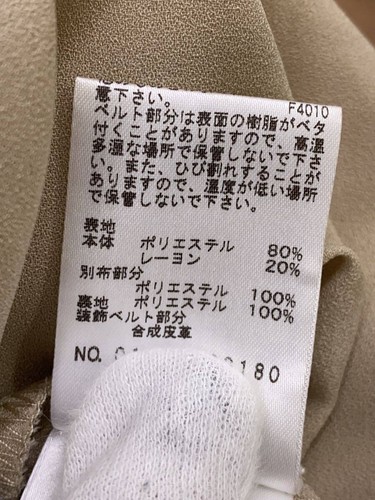 意下さい。
F4010
ベルト部分は表面の樹脂がベタ
付くことがありますので、高温
多湿な場所で保管しないで下さ
い。また、ひび割れすることが
ありますので、温度が低い場所
で保管しないで下さい。
表地
本体 ポリエステル 80%
レーヨン 20%
別布部分
ポリエステル 100%
裏地 ポリエステル 100%
装飾ベルト部分
合成皮革
NO. 180